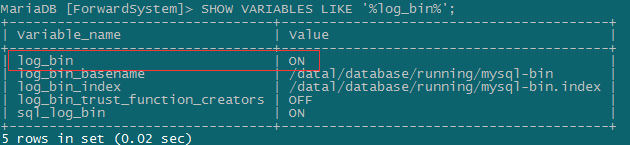 MariaDB [ForwardSystem]> SHOW VARIABLES LIKE '%log_bin%';
+---------------------------------+---------------------------------------+
| Variable_name | Value |
+---------------------------------+---------------------------------------+
| log_bin | ON |
| log_bin_basename | /data1/database/running/mysql-bin |
| log_bin_index | /data1/database/running/mysql-bin.index |
| log_bin_trust_function_creators | OFF |
| sql_log_bin | ON |
+---------------------------------+---------------------------------------+
5 rows in set (0.02 sec)